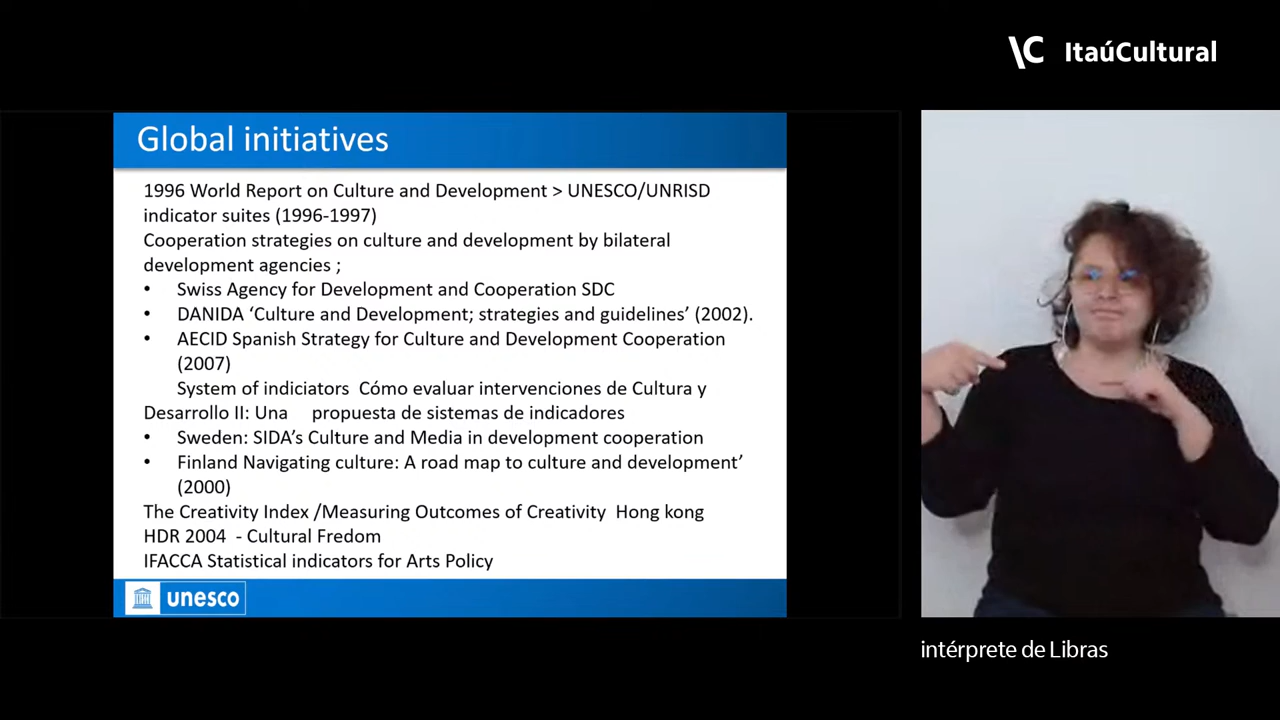 \C ItaúCultural
Global initiatives
1996 World Report on Culture and Development > UNESCO/UNRISD
indicator suites (1996-1997)
Cooperation strategies on culture and development by bilateral
development agencies ;
• Swiss Agency for Development and Cooperation SDC
• DANIDA ‘Culture and Development; strategies and guidelines’ (2002).
• AECID Spanish Strategy for Culture and Development Cooperation
(2007)
System of indiciators Cómo evaluar intervenciones de Cultura y
Desarrollo II: Una propuesta de sistemas de indicadores
• Sweden: SIDA’s Culture and Media in development cooperation
• Finland Navigating culture: A road map to culture and development’
(2000)
The Creativity Index /Measuring Outcomes of Creativity Hong kong
HDR 2004 - Cultural Fredom
IFACCA Statistical indicators for Arts Policy
unesco
intérprete de Libras